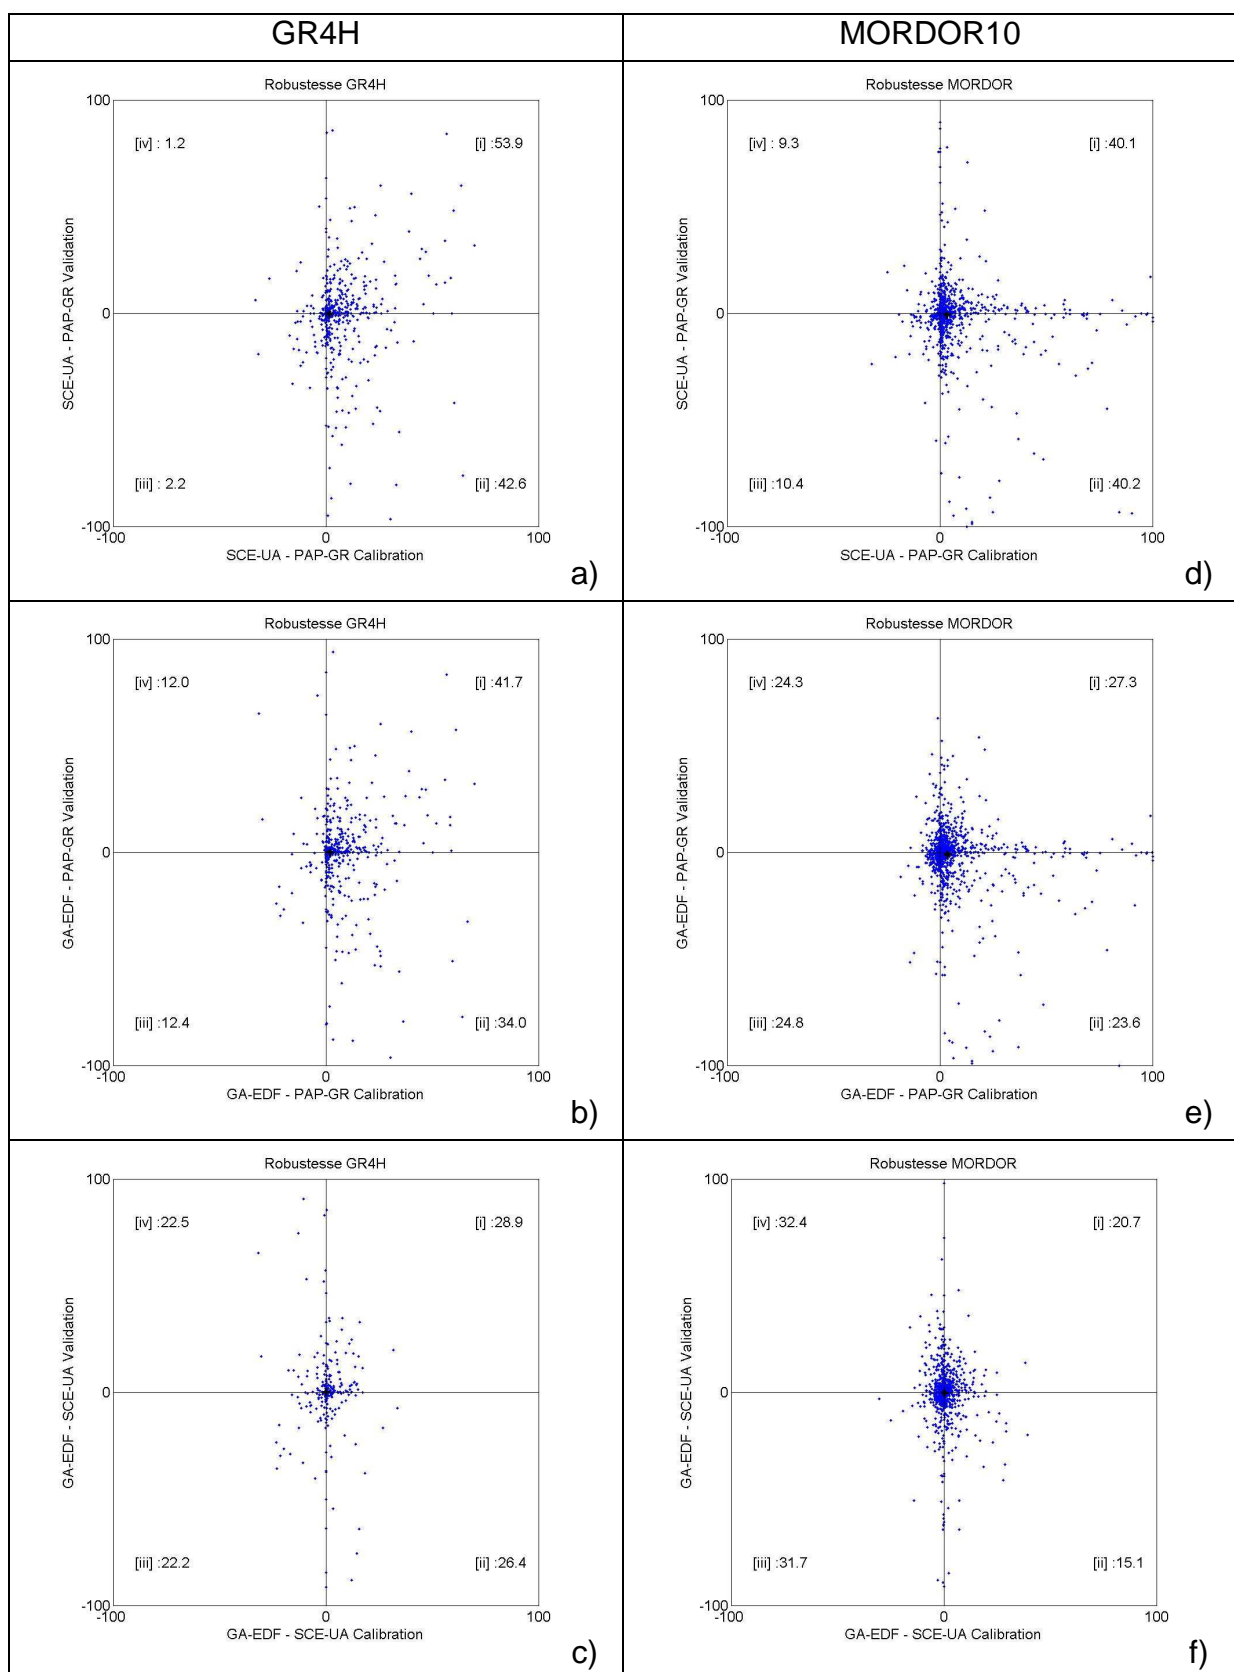 GR4H
MORDOR10
Robustesse GR4H
100
[iv] : 1.2
[i] :53.9
SCE-UA - PAP-GR Validation
0
[iii] : 2.2
[ii] :42.6
-100
-100
0
100
SCE-UA - PAP-GR Calibration
a)
Robustesse MORDOR
100
[iv] : 9.3
[i] :40.1
SCE-UA - PAP-GR Validation
0
[iii] :10.4
[ii] :40.2
-100
-100
0
100
SCE-UA - PAP-GR Calibration
d)
Robustesse GR4H
100
[iv] :12.0
[i] :41.7
GA-EDF - PAP-GR Validation
0
[iii] :12.4
[ii] :34.0
-100
-100
0
100
GA-EDF - PAP-GR Calibration
b)
Robustesse MORDOR
100
[iv] :24.3
[i] :27.3
GA-EDF - PAP-GR Validation
0
[iii] :24.8
[ii] :23.6
-100
-100
0
100
GA-EDF - PAP-GR Calibration
e)
Robustesse GR4H
100
[iv] :22.5
[i] :28.9
GA-EDF - SCE-UA Validation
0
[iii] :22.2
[ii] :26.4
-100
-100
0
100
GA-EDF - SCE-UA Calibration
c)
Robustesse MORDOR
100
[iv] :32.4
[i] :20.7
GA-EDF - SCE-UA Validation
0
[iii] :31.7
[ii] :15.1
-100
-100
0
100
GA-EDF - SCE-UA Calibration
f)